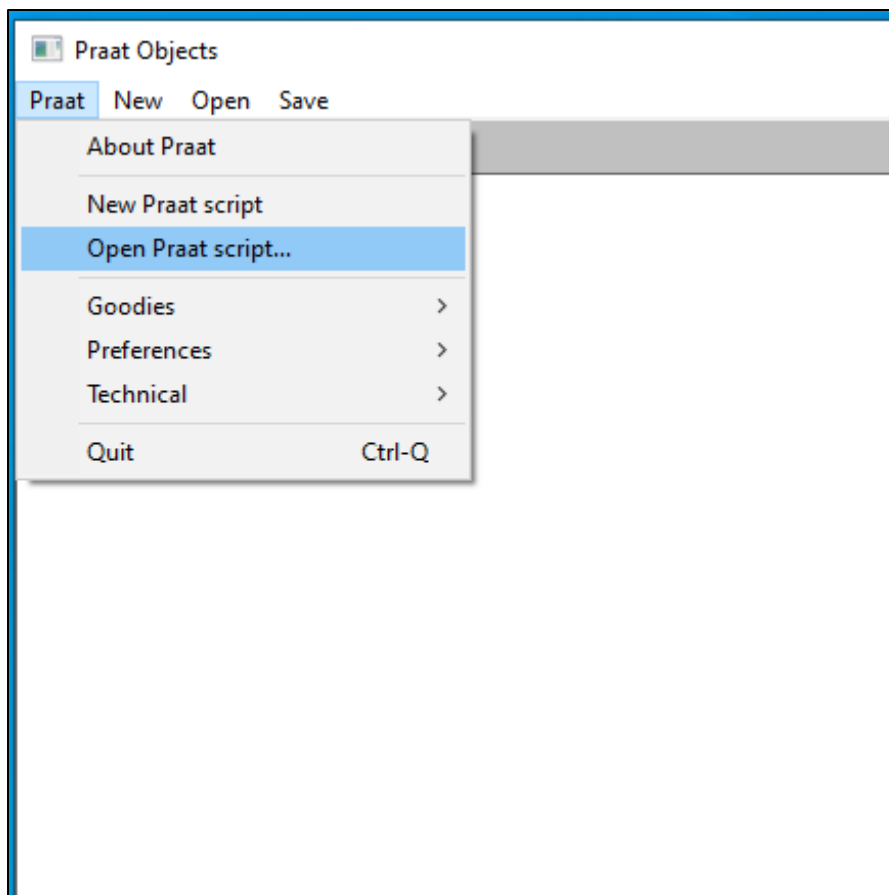 Praat Objects
Praat New Open Save
About Praat
New Praat script
Open Praat script...
Goodies
Preferences
Technical
Quit Ctrl-Q